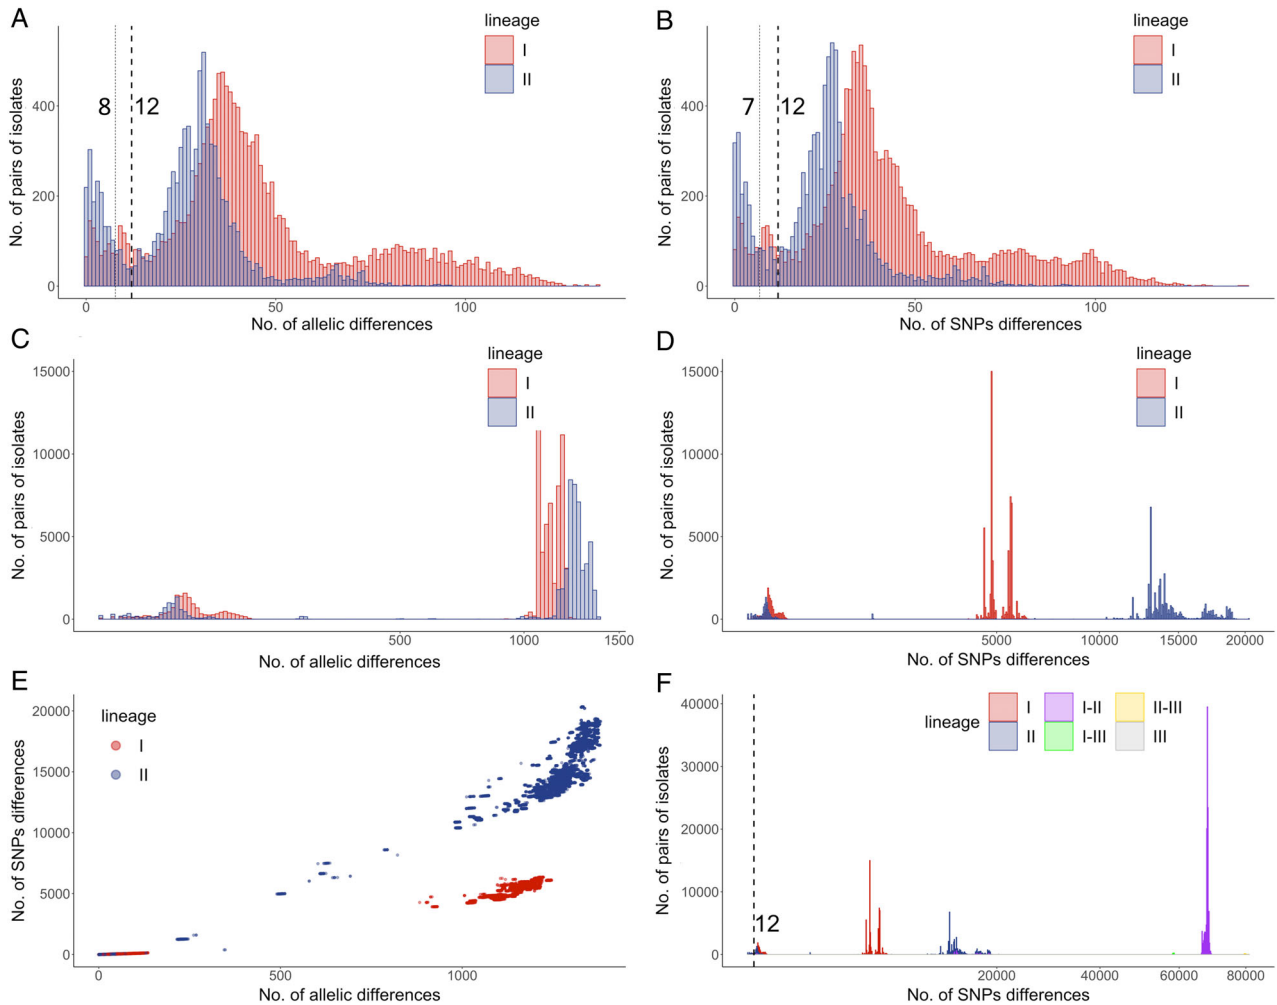 A
lineage
I
II
No. of pairs of isolates
400
200
0
8
12
0
50
100
No. of allelic differences
B
lineage
I
II
No. of pairs of isolates
400
200
0
7
12
0
50
100
No. of SNPs differences
C
lineage
I
II
No. of pairs of isolates
15000
10000
5000
0
500
1000
1500
No. of allelic differences
D
lineage
I
II
No. of pairs of isolates
15000
10000
5000
0
5000
10000
15000
20000
No. of SNPs differences
E
lineage
I
II
No. of SNPs differences
20000
15000
10000
5000
0
0
500
1000
No. of allelic differences
F
lineage
I
I-II
II-III
II
I-III
III
No. of pairs of isolates
40000
30000
20000
10000
0
12
20000
40000
60000
80000
No. of SNPs differences